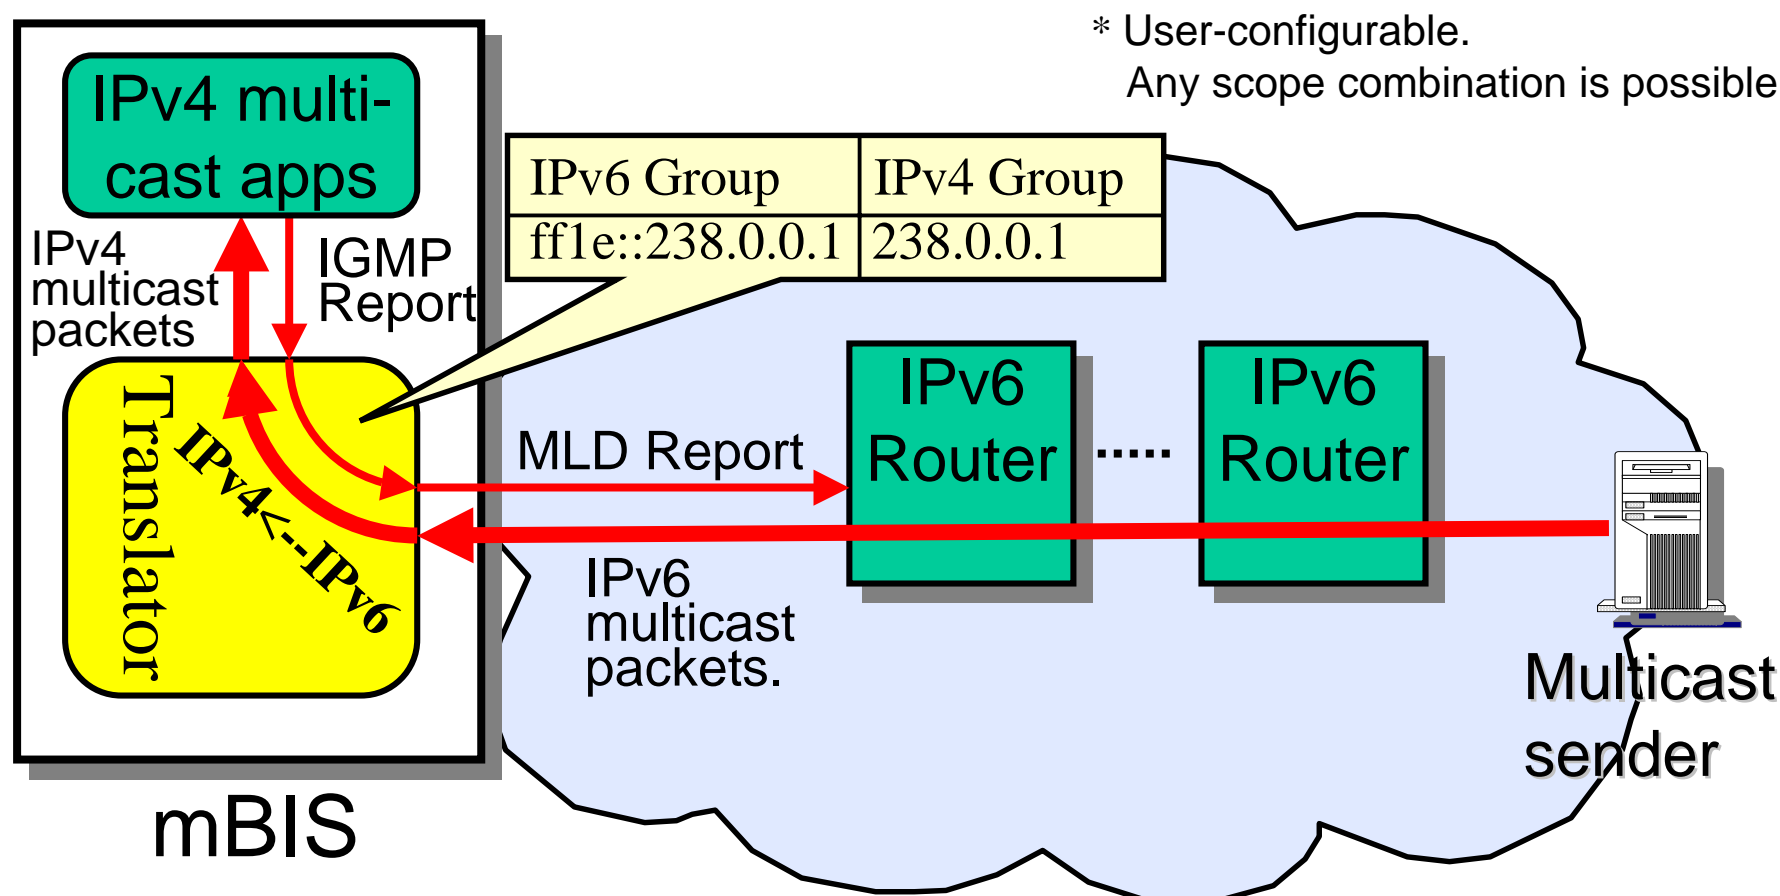 * User-configurable.
Any scope combination is possible
IPv4 multi-
cast apps
IPv6 Group IPv4 Group
ff1e::238.0.0.1 238.0.0.1
IPv4
multicast
packets
IGMP
Report
Translator
IPv4<--IPv6
MLD Report
IPv6
Router
.....
IPv6
Router
IPv6
multicast
packets.
Multicast
sender
mBIS